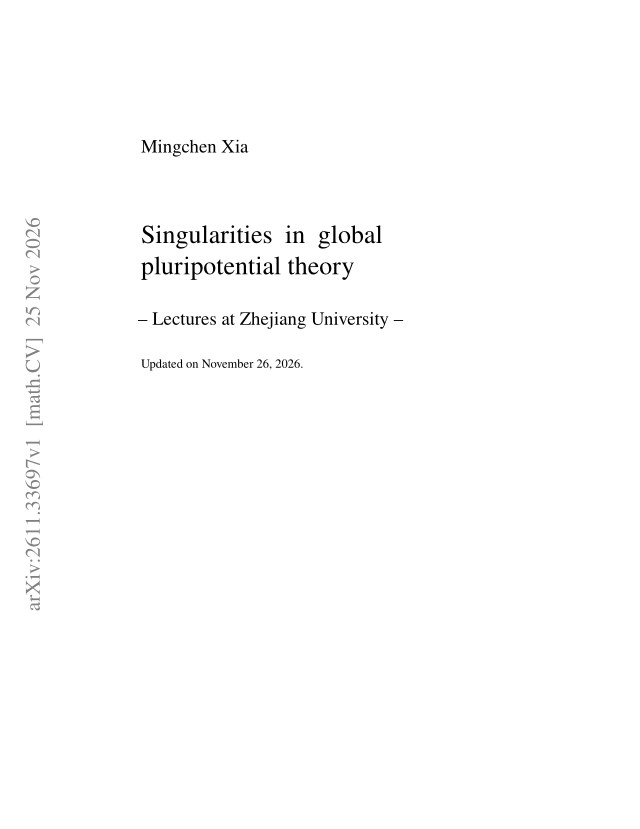 Mingchen Xia
Singularities in global
pluripotential theory
– Lectures at Zhejiang University –
Updated on November 26, 2026.
arXiv:2611.33697v1 [math.CV] 25 Nov 2026